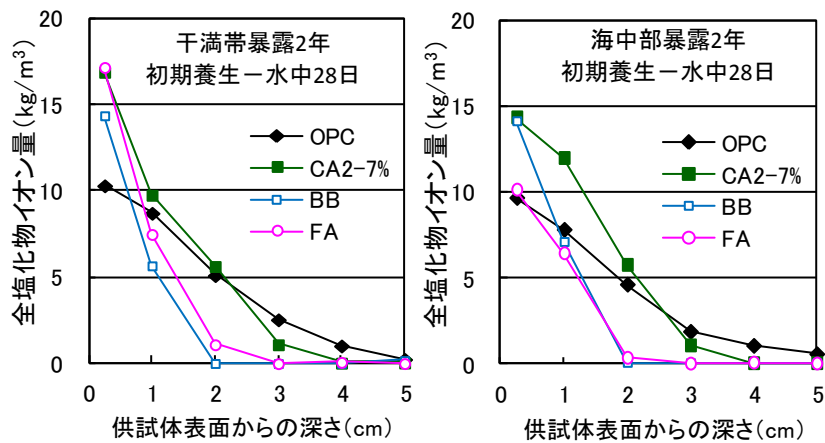 全塩化物イオン量(kg/m³)
20
15
10
5
0
干満帯暴露2年
初期養生－水中28日
OPC
CA2-7%
BB
FA
0 1 2 3 4 5
供試体表面からの深さ(cm)
全塩化物イオン量(kg/m³)
20
15
10
5
0
海中部暴露2年
初期養生－水中28日
OPC
CA2-7%
BB
FA
0 1 2 3 4 5
供試体表面からの深さ(cm)